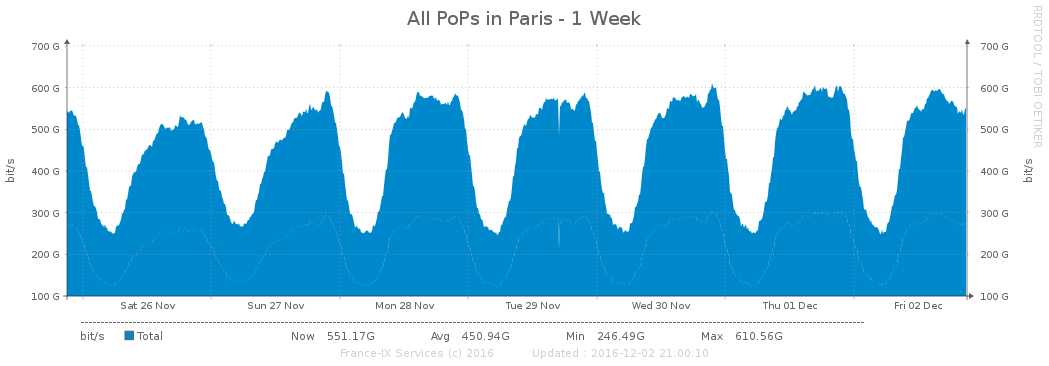 All PoPs in Paris - 1 Week
RRDTOOL / TOBI OETIKER
700 G 700 G
600 G 600 G
500 G 500 G
400 G 400 G
300 G 300 G
200 G 200 G
100 G 100 G
bit/s bit/s
Sat 26 Nov Sun 27 Nov Mon 28 Nov Tue 29 Nov Wed 30 Nov Thu 01 Dec Fri 02 Dec
bit/s Total Now 551.17G Avg 450.94G Min 246.49G Max 610.56G
France-IX Services (c) 2016 Updated : 2016-12-02 21:00:10